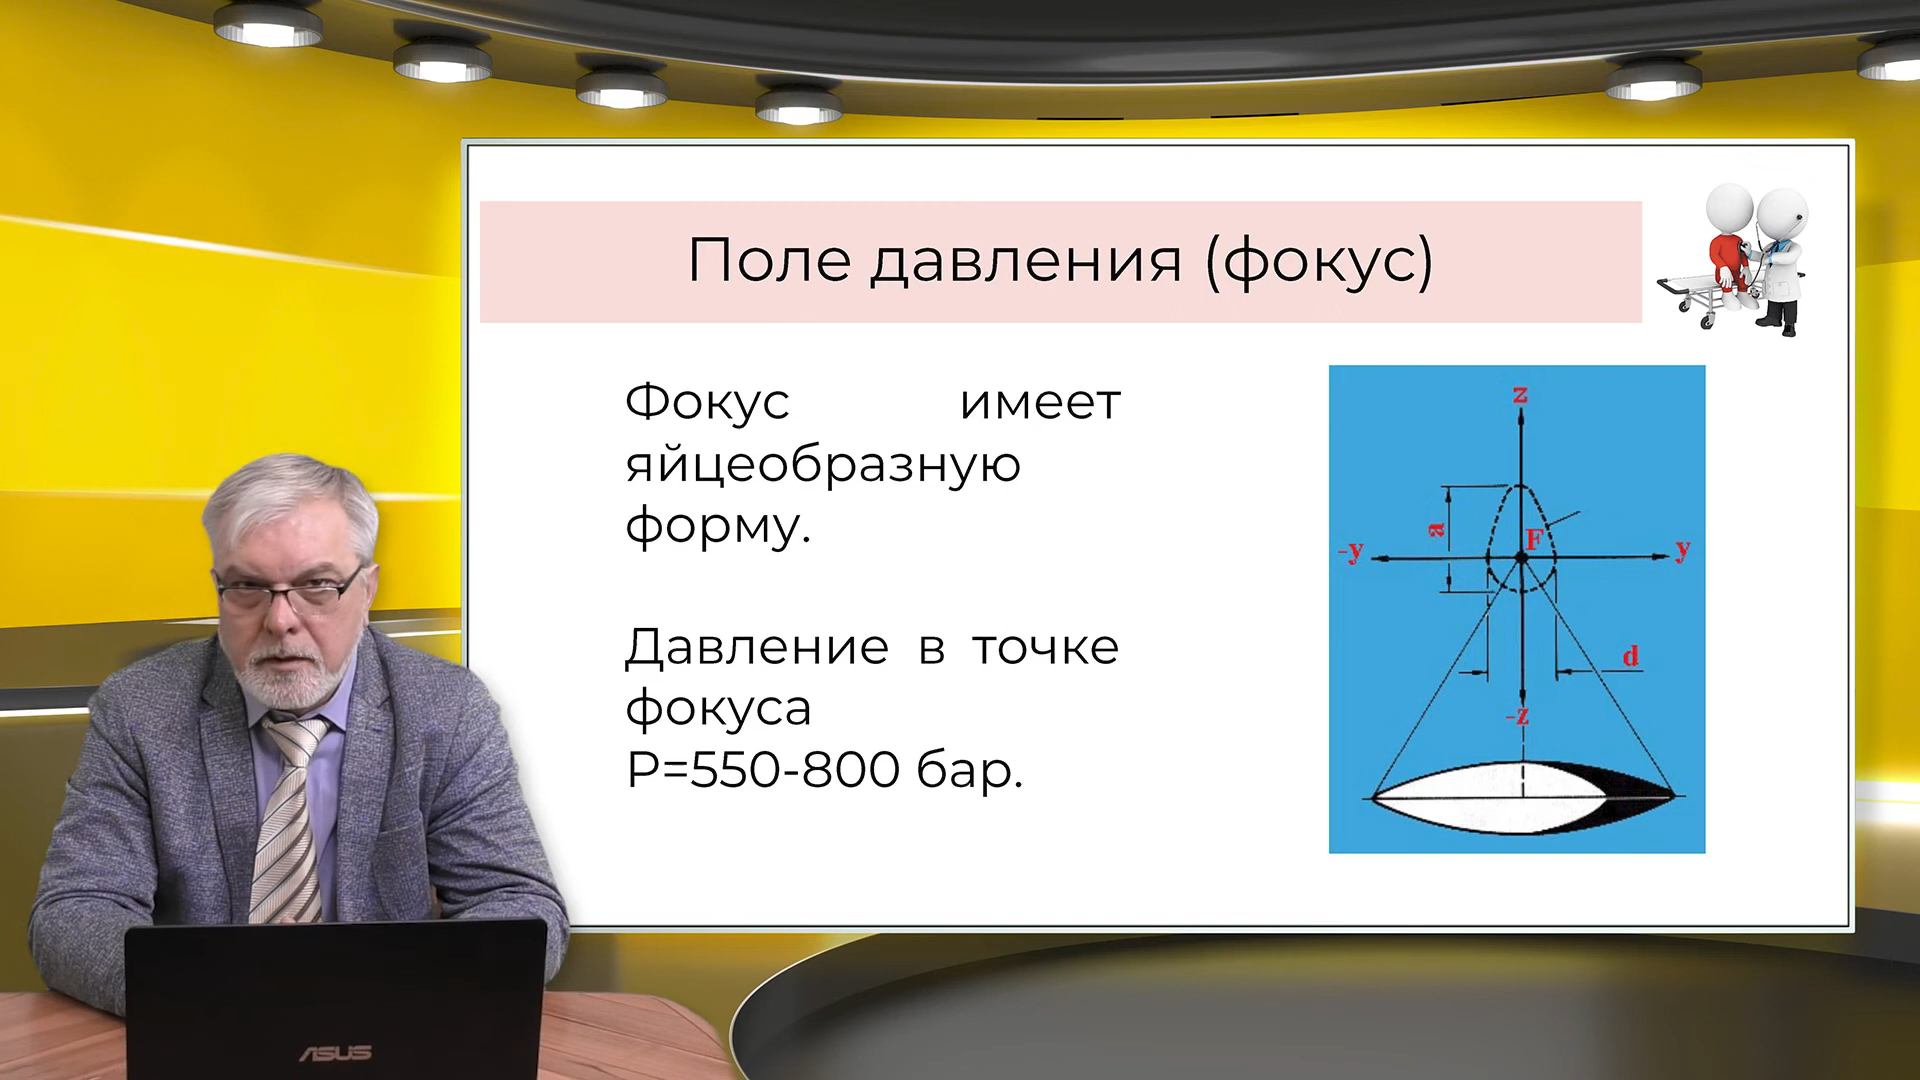 Поле давления (фокус)
Фокус имеет
яйцеобразную
форму.
Давление в точке
фокуса
P=550-800 бар.
z
a
F
-y
y
d
-z
ASUS